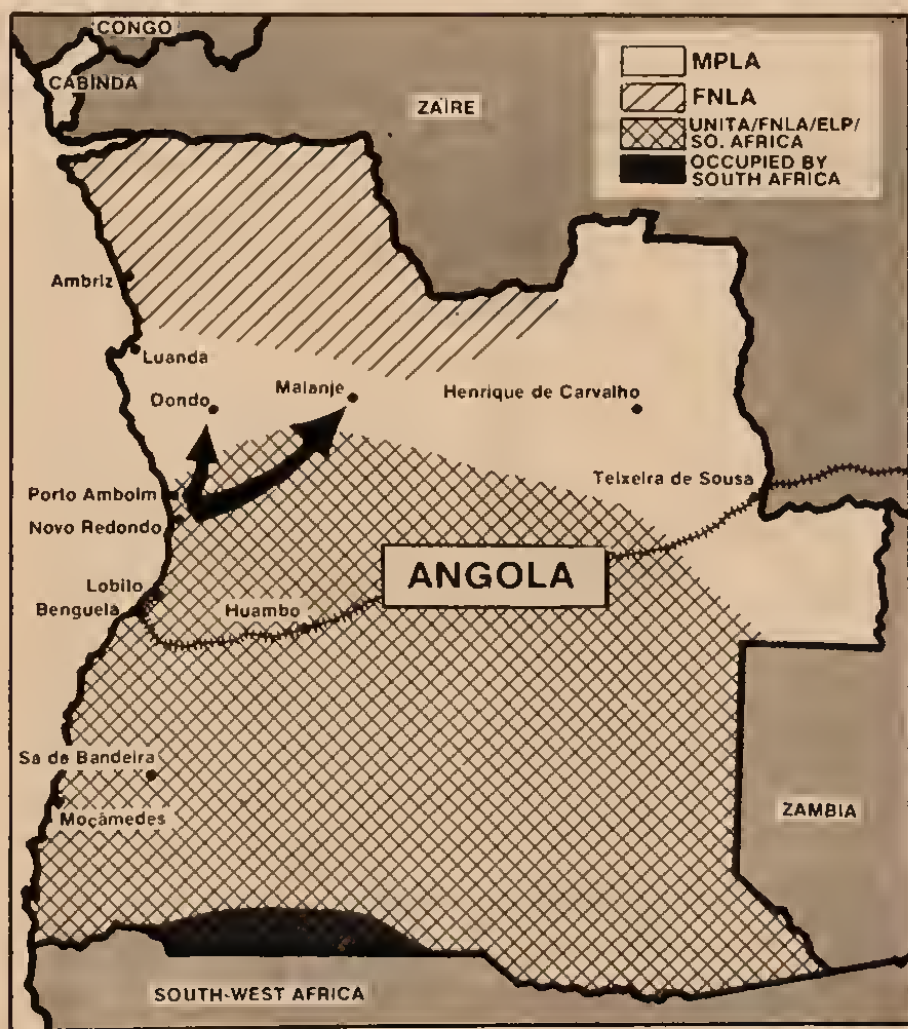 CONGO
CABINDA
ZAÏRE
MPLA
FNLA
UNITA/FNLA/ELP/
SO. AFRICA
OCCUPIED BY
SOUTH AFRICA
Ambriz
Luanda
Dondo
Malanje
Henrique de Carvalho
Teixeira de Sousa
Porto Amboim
Novo Redondo
ANGOLA
Lobito
Benguela
Huambo
Sa da Bandeira
Moçâmedes
ZAMBIA
SOUTH-WEST AFRICA